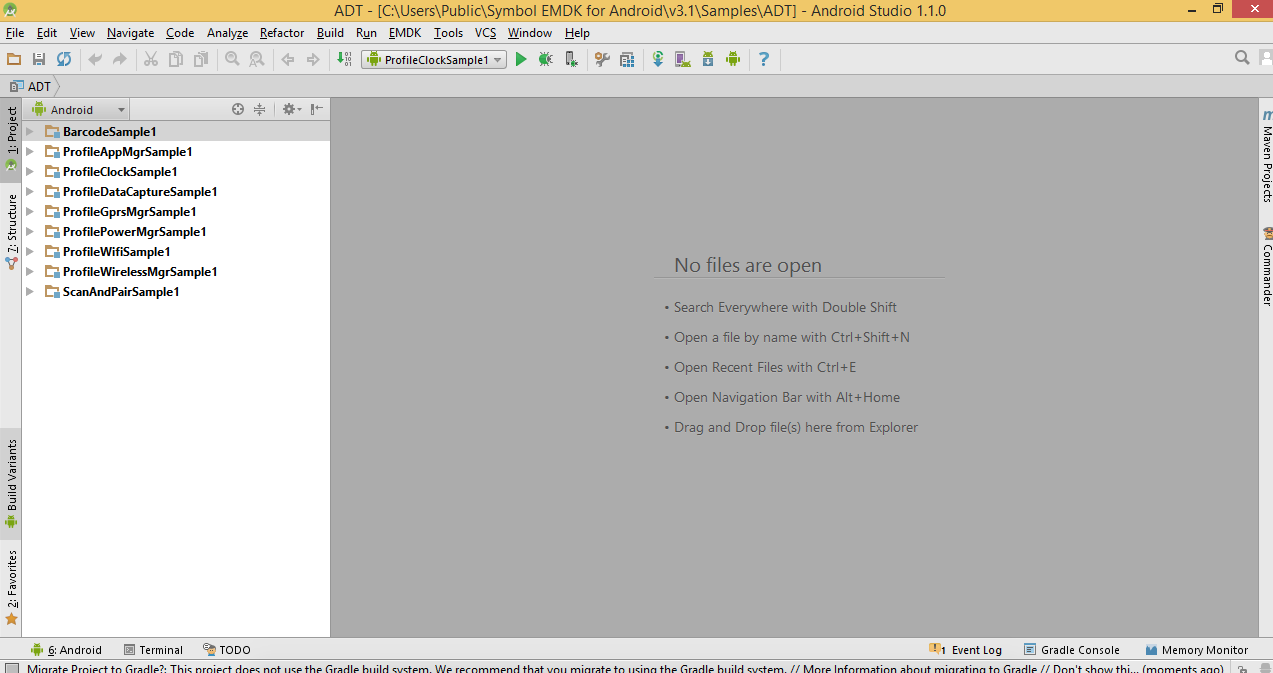 ADT - [C:\Users\Public\Symbol EMDK for Android\v3.1\Samples\ADT] - Android Studio 1.1.0
File Edit View Navigate Code Analyze Refactor Build Run EMDK Tools VCS Window Help
ProfileClockSample1
ADT
Android
1: Project
7: Structure
Build Variants
2: Favorites
BarcodeSample1
ProfileAppMgrSample1
ProfileClockSample1
ProfileDataCaptureSample1
ProfileGprsMgrSample1
ProfilePowerMgrSample1
ProfileWifiSample1
ProfileWirelessMgrSample1
ScanAndPairSample1
No files are open
• Search Everywhere with Double Shift
• Open a file by name with Ctrl+Shift+N
• Open Recent Files with Ctrl+E
• Open Navigation Bar with Alt+Home
• Drag and Drop file(s) here from Explorer
Maven Projects
Commander
6: Android Terminal TODO 1 Event Log Gradle Console Memory Monitor
Migrate Project to Gradle?: This project does not use the Gradle build system. We recommend that you migrate to using the Gradle build system. // More Information about migrating to Gradle // Don't show thi... (moments ago)